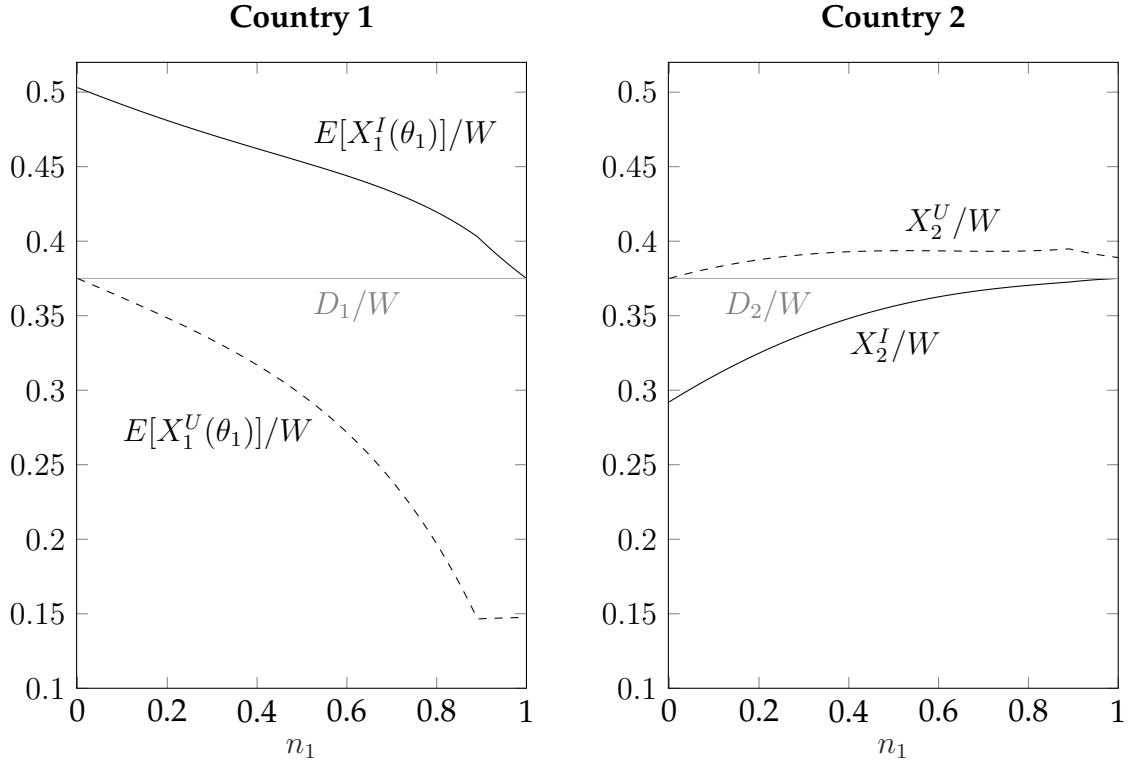 Country 1
0.5
0.45
0.4
0.35
0.3
0.25
0.2
0.15
0.1
0 0.2 0.4 0.6 0.8 1
n_1
E[X_1^I(θ_1)]/W
D_1/W
E[X_1^U(θ_1)]/W
Country 2
0.5
0.45
0.4
0.35
0.3
0.25
0.2
0.15
0.1
0 0.2 0.4 0.6 0.8 1
n_1
X_2^U/W
D_2/W
X_2^I/W